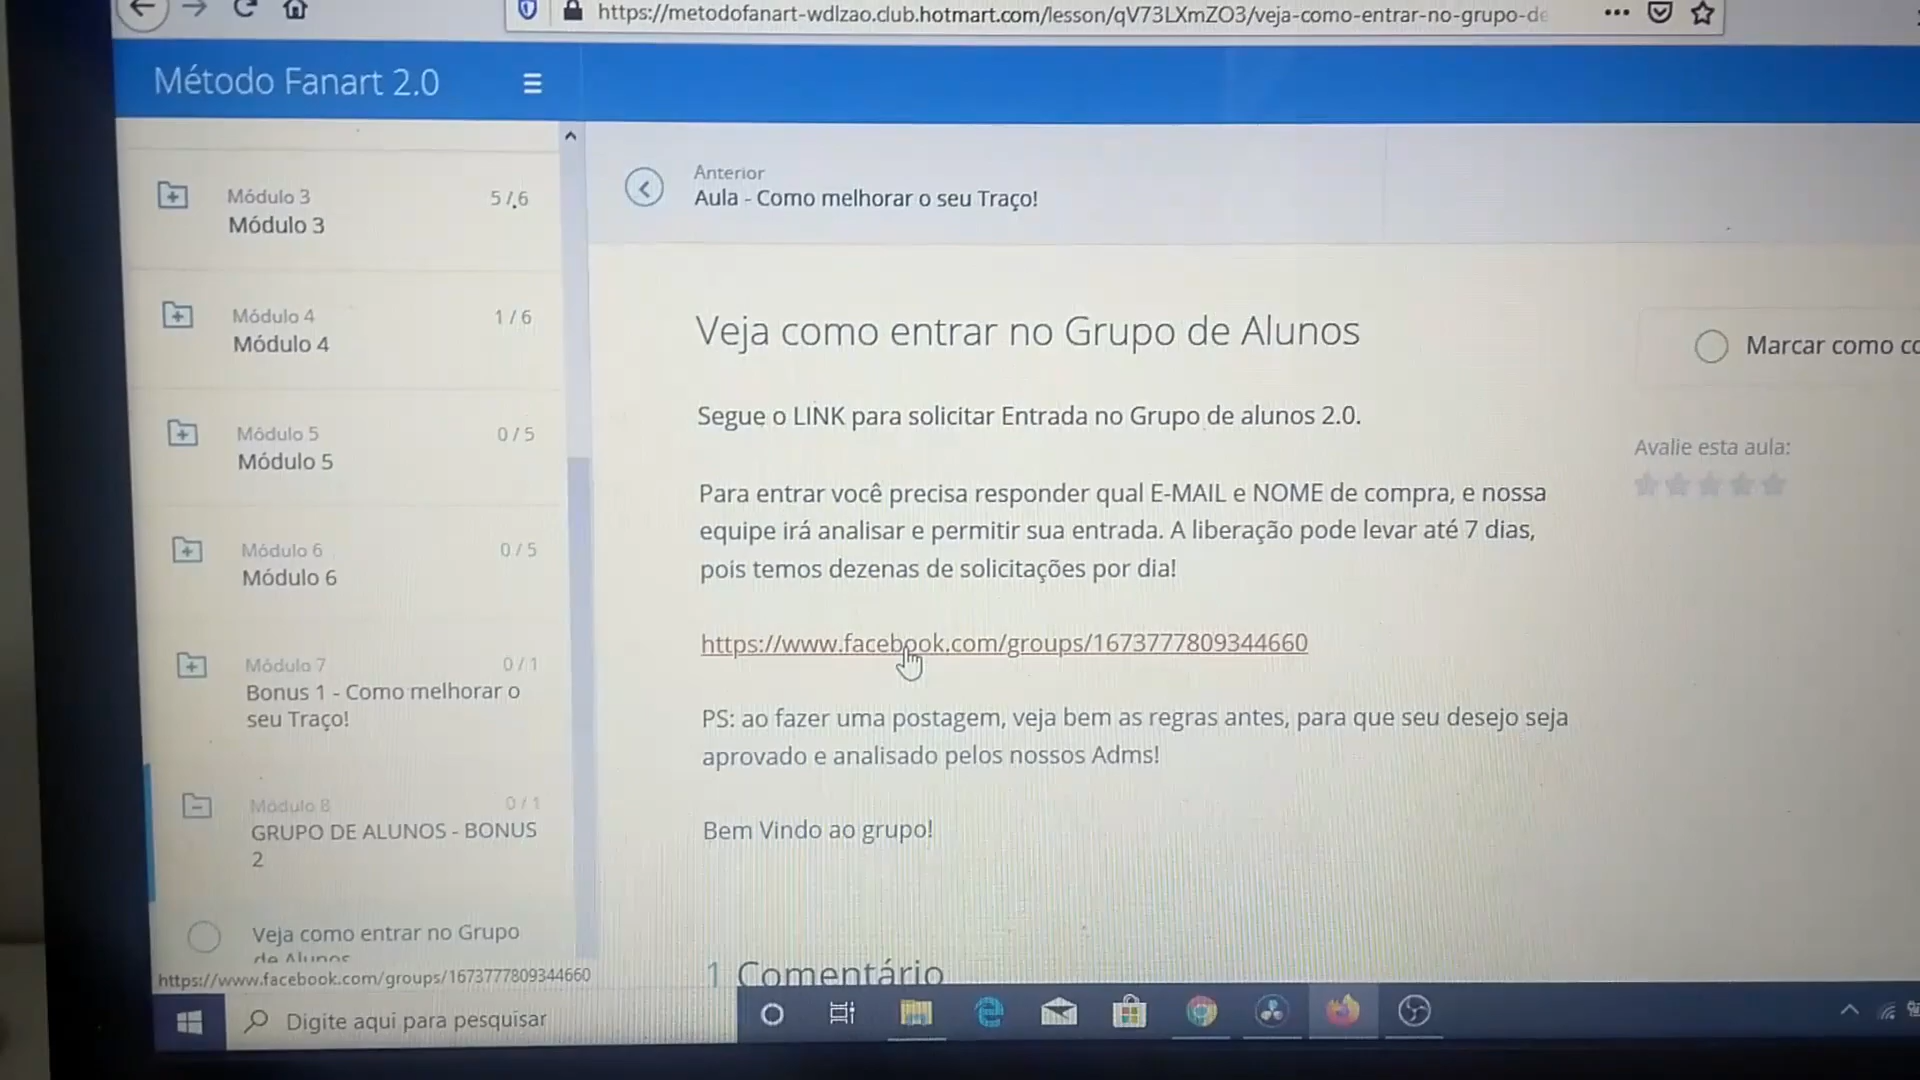 https://metodofanart-wdlzao.club.hotmart.com/lesson/qV73LXmZO3/veja-como-entrar-no-grupo-de
Método Fanart 2.0
Módulo 3
5 / 6
Módulo 3
Módulo 4
1 / 6
Módulo 4
Módulo 5
0 / 5
Módulo 5
Módulo 6
0 / 5
Módulo 6
Módulo 7
0 / 1
Bonus 1 - Como melhorar o
seu Traço!
Módulo 8
0 / 1
GRUPO DE ALUNOS - BONUS
2
Veja como entrar no Grupo
de Alunos
https://www.facebook.com/groups/1673777809344660
Anterior
Aula - Como melhorar o seu Traço!
Veja como entrar no Grupo de Alunos
Segue o LINK para solicitar Entrada no Grupo de alunos 2.0.
Para entrar você precisa responder qual E-MAIL e NOME de compra, e nossa
equipe irá analisar e permitir sua entrada. A liberação pode levar até 7 dias,
pois temos dezenas de solicitações por dia!
https://www.facebook.com/groups/1673777809344660
PS: ao fazer uma postagem, veja bem as regras antes, para que seu desejo seja
aprovado e analisado pelos nossos Adms!
Bem Vindo ao grupo!
1 Comentário
Marcar como co
Avalie esta aula:
Digite aqui para pesquisar